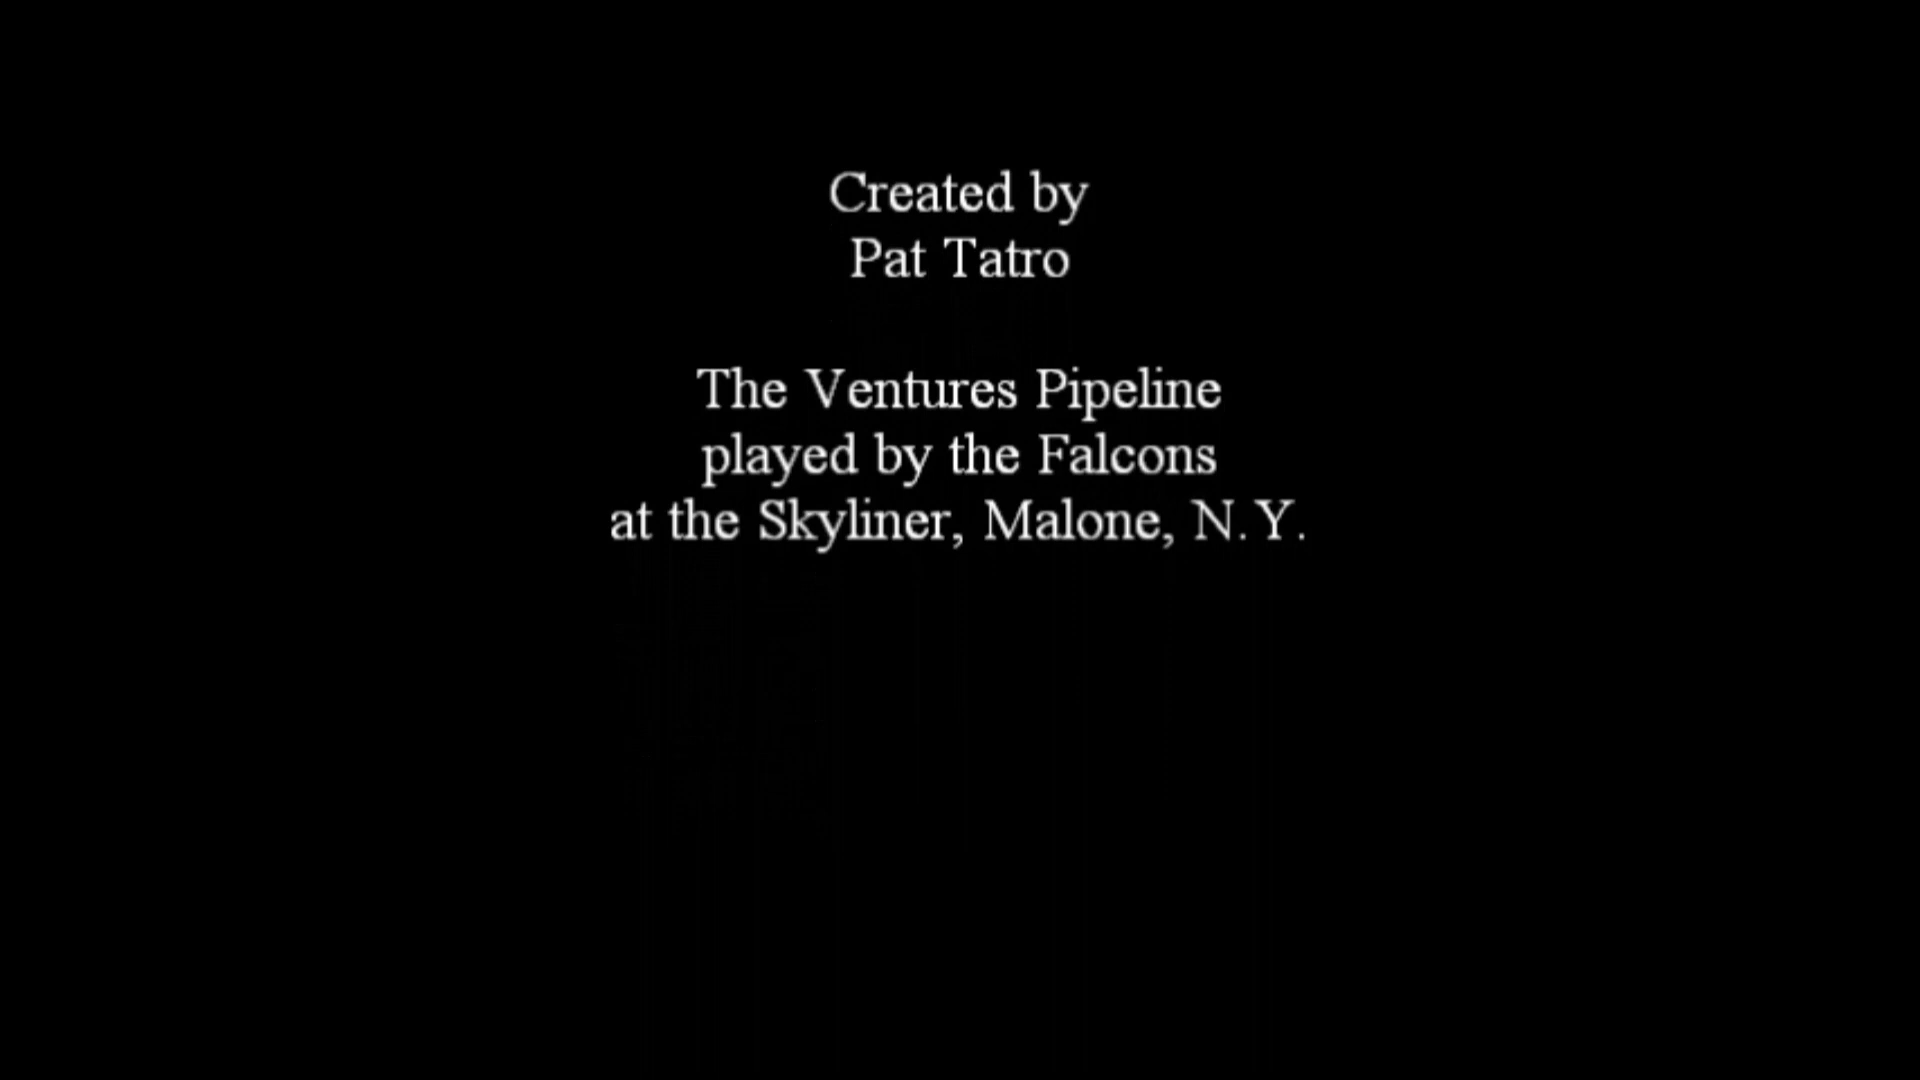 Created by
Pat Tatro
The Ventures Pipeline
played by the Falcons
at the Skyliner, Malone, N.Y.